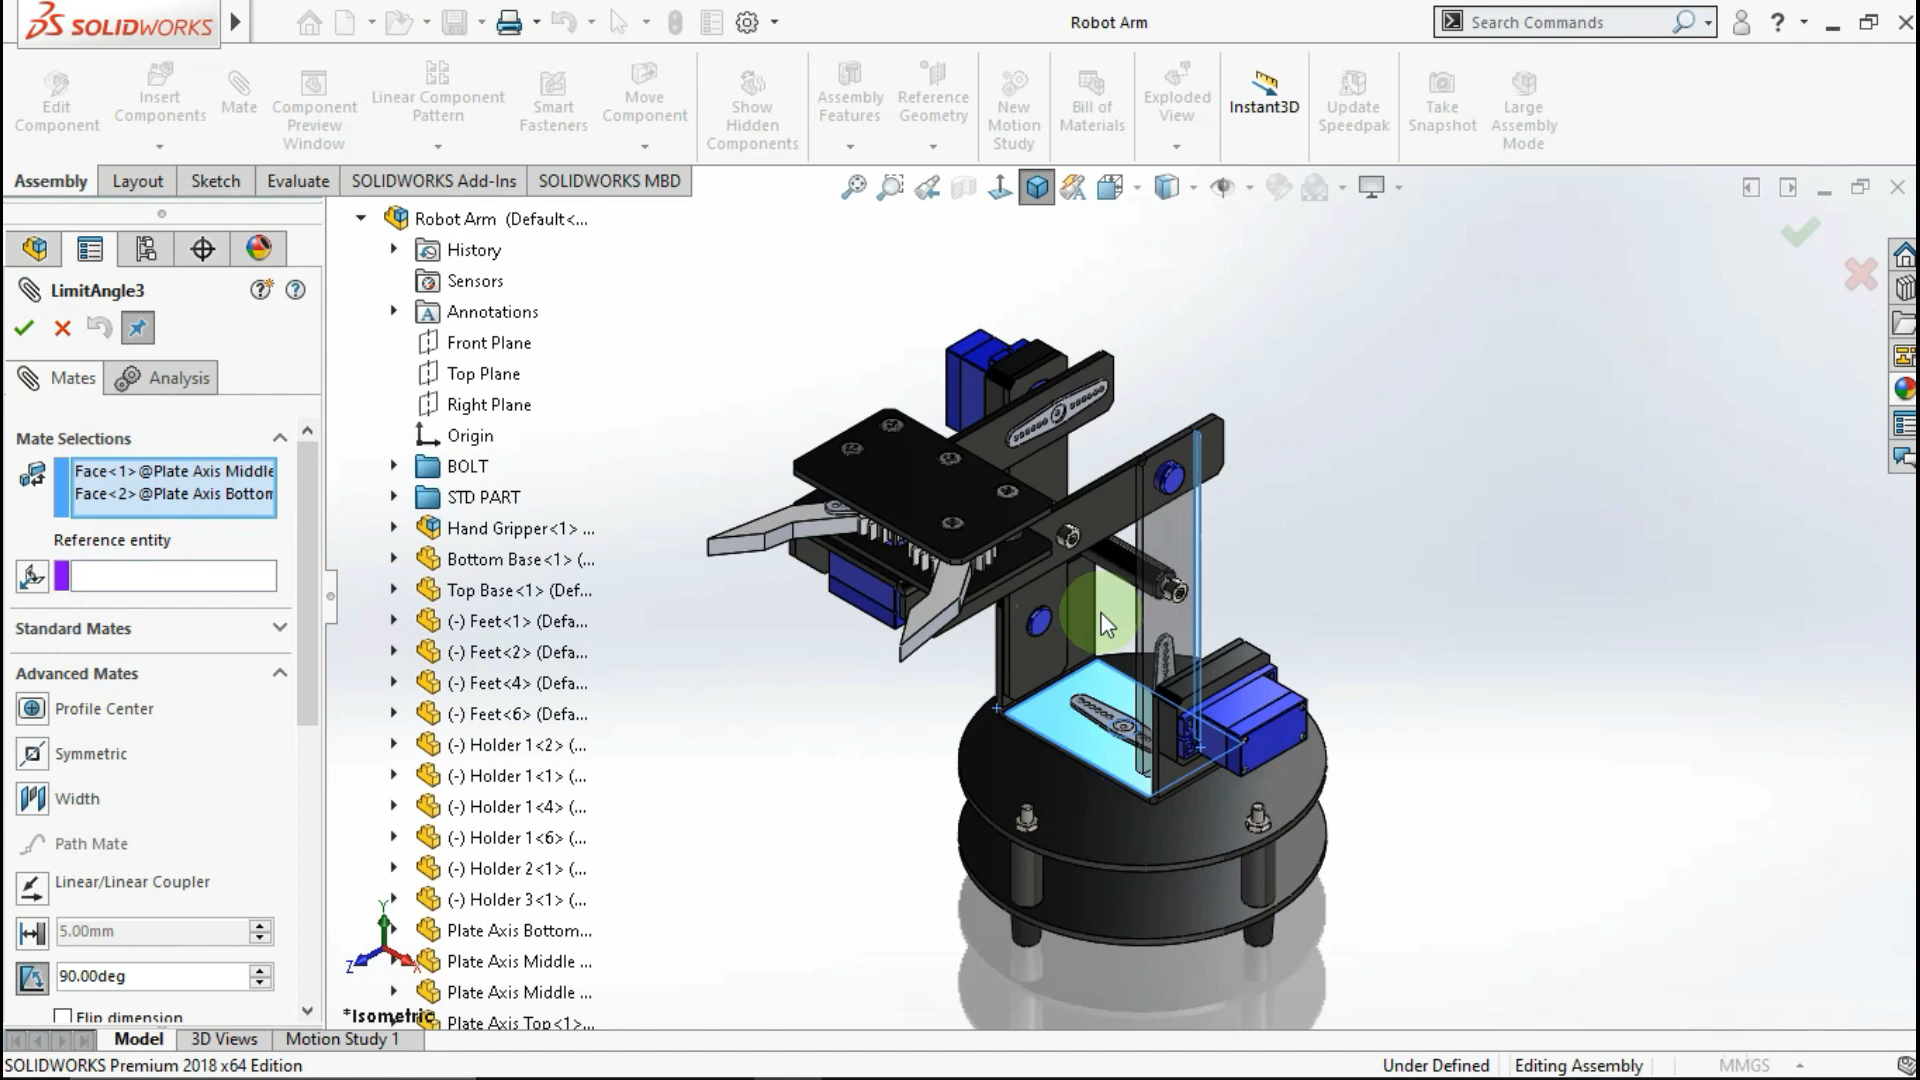 SOLIDWORKS
Robot Arm
Search Commands
?
Edit Component
Insert Components
Mate
Component Preview Window
Linear Component Pattern
Smart Fasteners
Move Component
Show Hidden Components
Assembly Features
Reference Geometry
New Motion Study
Bill of Materials
Exploded View
Instant3D
Update Speedpak
Take Snapshot
Large Assembly Mode
Assembly
Layout
Sketch
Evaluate
SOLIDWORKS Add-Ins
SOLIDWORKS MBD
LimitAngle3
Mates
Analysis
Mate Selections
Face<1>@Plate Axis Middle
Face<2>@Plate Axis Bottom
Reference entity
Standard Mates
Advanced Mates
Profile Center
Symmetric
Width
Path Mate
Linear/Linear Coupler
5.00mm
90.00deg
Flip dimension
Robot Arm (Default<...
History
Sensors
Annotations
Front Plane
Top Plane
Right Plane
Origin
BOLT
STD PART
Hand Gripper<1> ...
Bottom Base<1> (...
Top Base<1> (Def...
(-) Feet<1> (Defa...
(-) Feet<2> (Defa...
(-) Feet<4> (Defa...
(-) Feet<6> (Defa...
(-) Holder 1<2> (...
(-) Holder 1<1> (...
(-) Holder 1<4> (...
(-) Holder 1<6> (...
(-) Holder 2<1> (...
(-) Holder 3<1> (...
Plate Axis Bottom...
Plate Axis Middle ...
Plate Axis Middle ...
Plate Axis Top<1>...
Y
Z
X
*Isometric
Model
3D Views
Motion Study 1
SOLIDWORKS Premium 2018 x64 Edition
Under Defined
Editing Assembly
MMGS